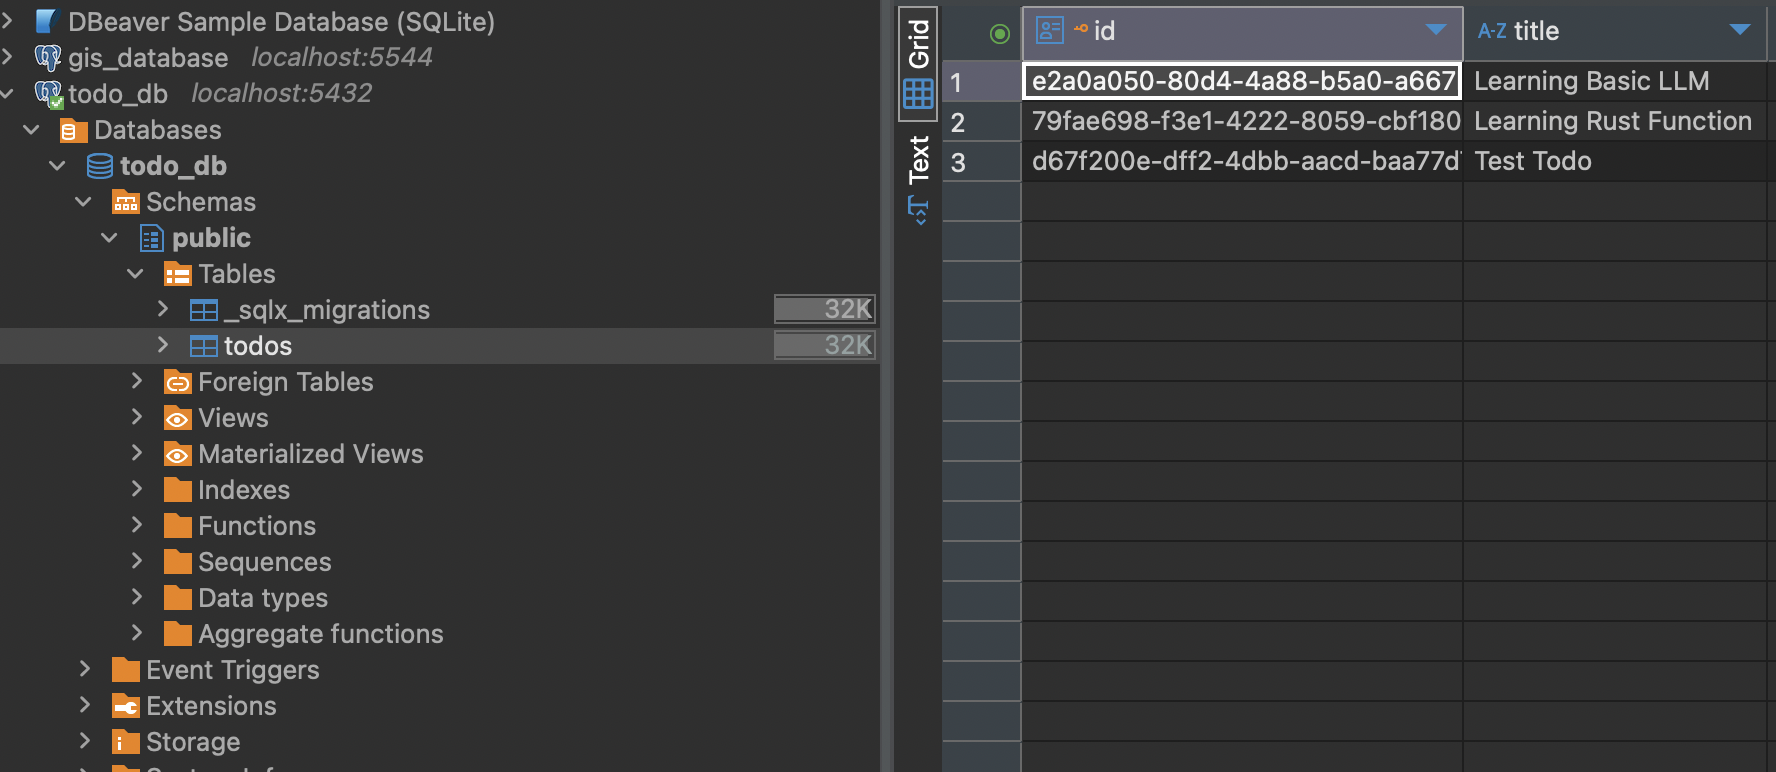 DBeaver Sample Database (SQLite)
gis_database localhost:5544
todo_db localhost:5432
Databases
todo_db
Schemas
public
Tables
_sqlx_migrations 32K
todos 32K
Foreign Tables
Views
Materialized Views
Indexes
Functions
Sequences
Data types
Aggregate functions
Event Triggers
Extensions
Storage
Grid
Text
id A-Z title
1 e2a0a050-80d4-4a88-b5a0-a667 Learning Basic LLM
2 79fae698-f3e1-4222-8059-cbf180 Learning Rust Function
3 d67f200e-dff2-4dbb-aacd-baa77d Test Todo